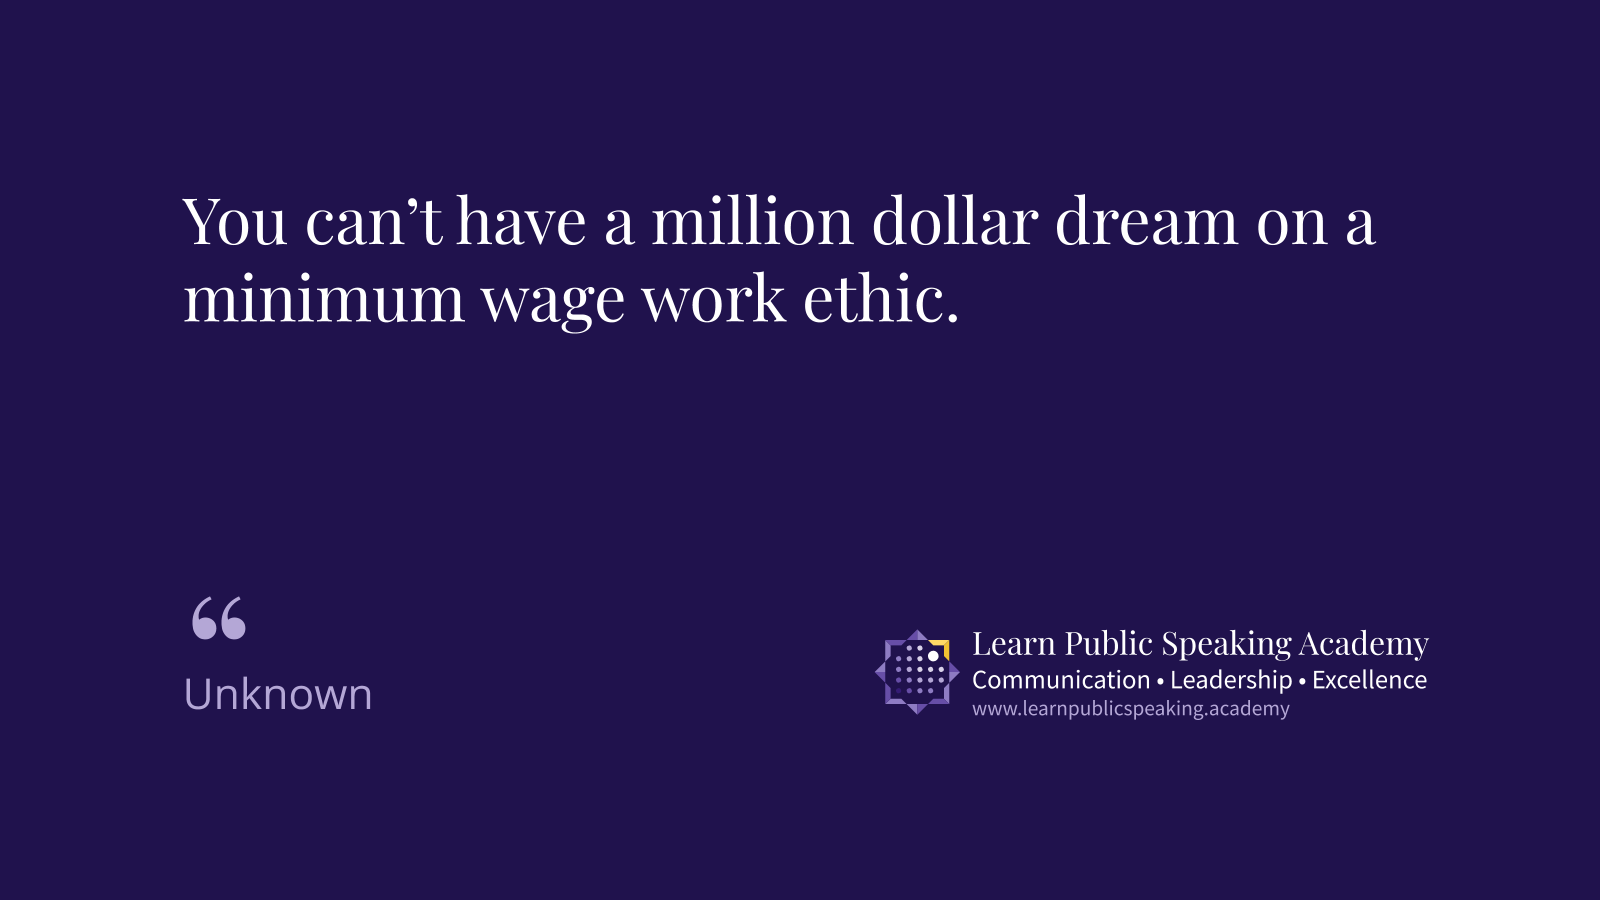 You can’t have a million dollar dream on a
minimum wage work ethic.
“
Unknown
Learn Public Speaking Academy
Communication • Leadership • Excellence
www.learnpublicspeaking.academy